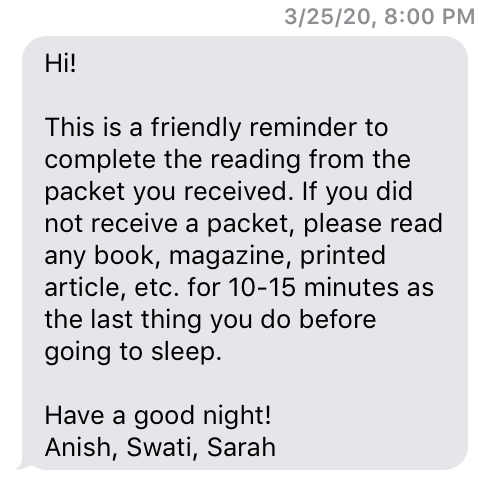 3/25/20, 8:00 PM
Hi!
This is a friendly reminder to
complete the reading from the
packet you received. If you did
not receive a packet, please read
any book, magazine, printed
article, etc. for 10-15 minutes as
the last thing you do before
going to sleep.
Have a good night!
Anish, Swati, Sarah